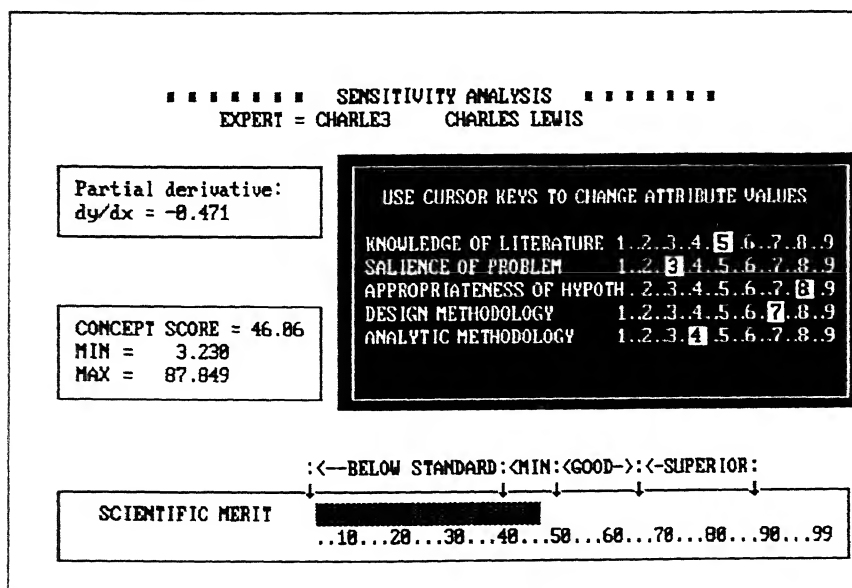 SENSITIVITY ANALYSIS
EXPERT = CHARLE3 CHARLES LEWIS
Partial derivative:
dy/dx = -0.471
USE CURSOR KEYS TO CHANGE ATTRIBUTE VALUES
KNOWLEDGE OF LITERATURE 1..2..3..4..5..6..7..8..9
SALIENCE OF PROBLEM 1..2..3..4..5..6..7..8..9
APPROPRIATENESS OF HYPOTH..2..3..4..5..6..7..8..9
DESIGN METHODOLOGY 1..2..3..4..5..6..7..8..9
ANALYTIC METHODOLOGY 1..2..3..4..5..6..7..8..9
CONCEPT SCORE = 46.06
MIN = 3.230
MAX = 87.849
:<--BELOW STANDARD:<MIN:<GOOD->:<-SUPERIOR:
SCIENTIFIC MERIT
..10...20...30...40...50...60...70...80...90...99